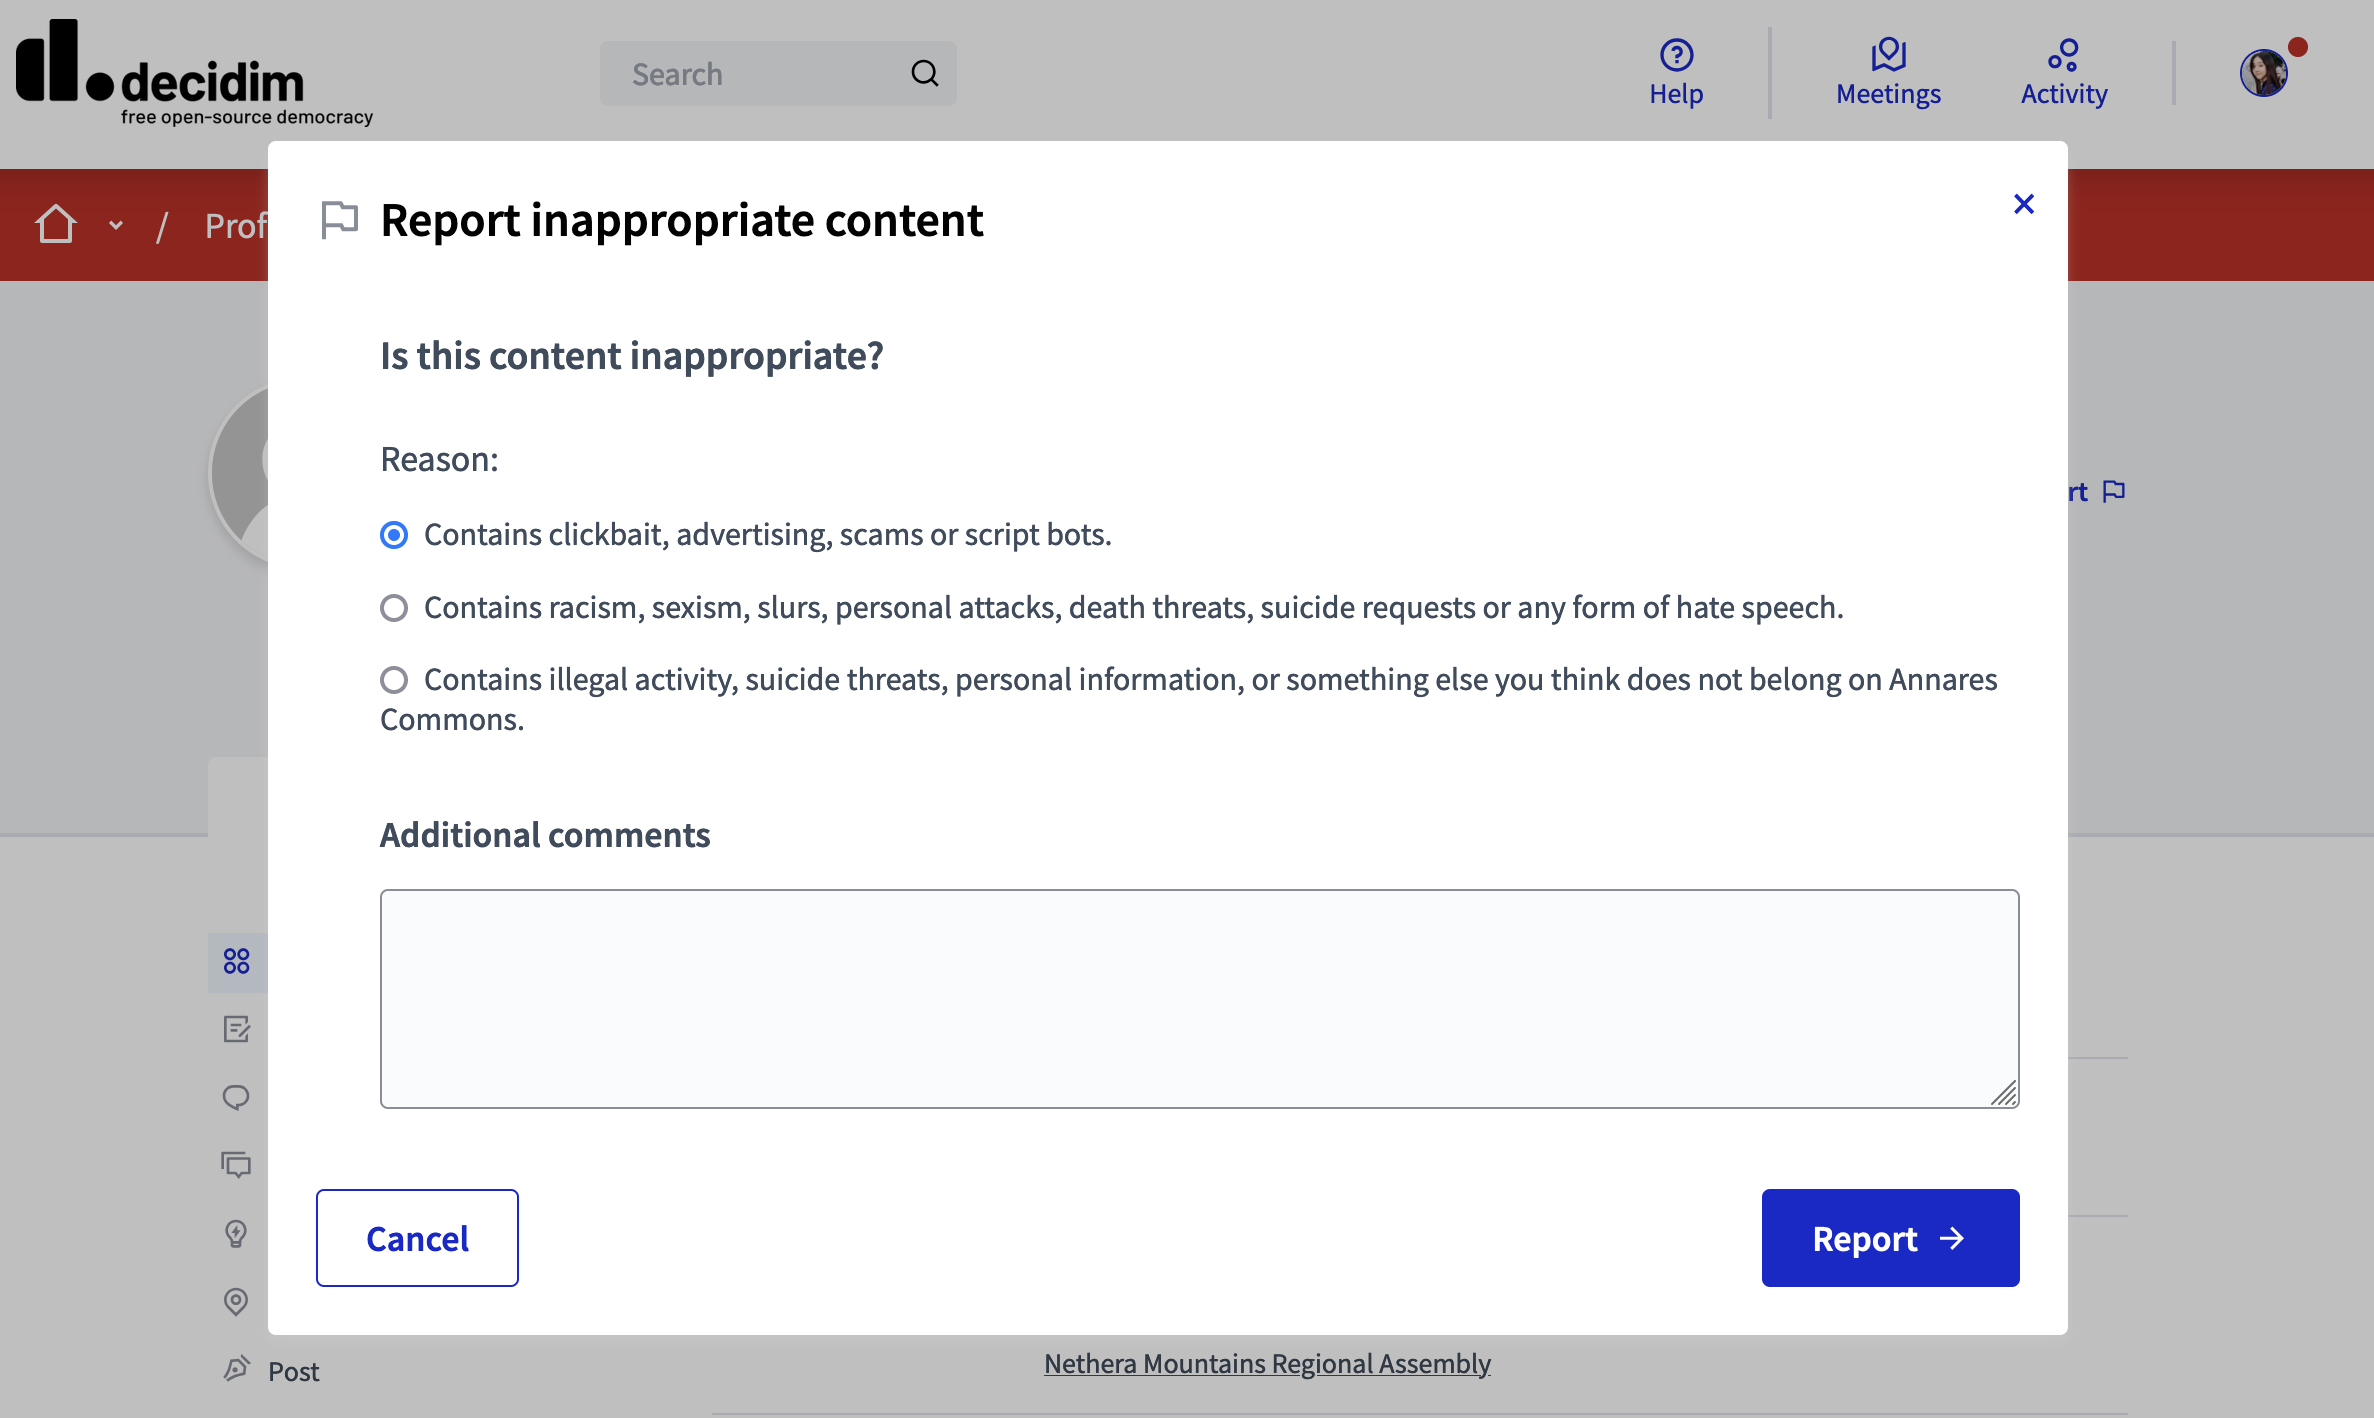 decidim
free open-source democracy
Search
Help
Meetings
Activity
/ Prof
Report inappropriate content
Is this content inappropriate?
Reason:
rt
Contains clickbait, advertising, scams or script bots.
Contains racism, sexism, slurs, personal attacks, death threats, suicide requests or any form of hate speech.
Contains illegal activity, suicide threats, personal information, or something else you think does not belong on Annares
Commons.
Additional comments
Cancel
Report
Nethera Mountains Regional Assembly
Post